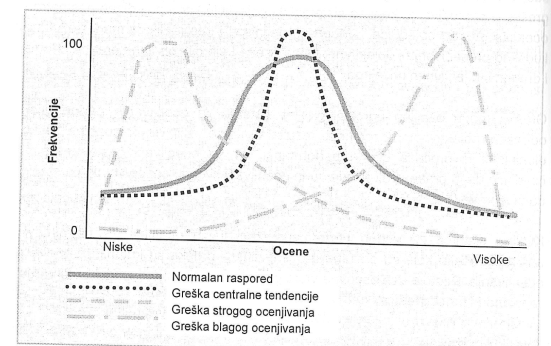 100
Frekvencije
0
Niske
Ocene
Visoke
Normalan raspored
Greška centralne tendencije
Greška strogog ocenjivanja
Greška blagog ocenjivanja